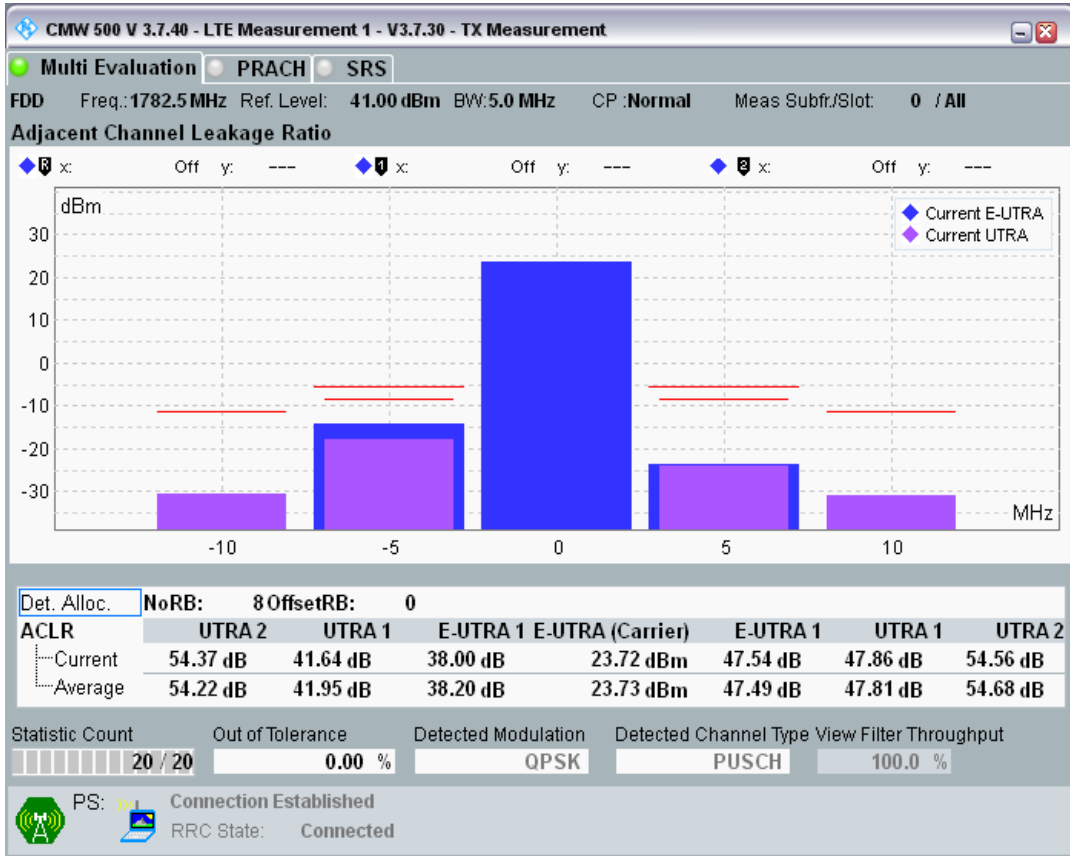 CMW 500 V 3.7.40 - LTE Measurement 1 - V3.7.30 - TX Measurement
Multi Evaluation PRACH SRS
FDD Freq.:1782.5 MHz Ref. Level: 41.00 dBm BW:5.0 MHz CP :Normal Meas Subfr./Slot: 0 / All
Adjacent Channel Leakage Ratio
R x: Off y: --- 1 x: Off y: --- 2 x: Off y: ---
dBm
Current E-UTRA
Current UTRA
30
20
10
0
-10
-20
-30
MHz
-10 -5 0 5 10
Det. Alloc. NoRB: 8 OffsetRB: 0
ACLR UTRA 2 UTRA 1 E-UTRA 1 E-UTRA (Carrier) E-UTRA 1 UTRA 1 UTRA 2
Current 54.37 dB 41.64 dB 38.00 dB 23.72 dBm 47.54 dB 47.86 dB 54.56 dB
Average 54.22 dB 41.95 dB 38.20 dB 23.73 dBm 47.49 dB 47.81 dB 54.68 dB
Statistic Count Out of Tolerance Detected Modulation Detected Channel Type View Filter Throughput
20 / 20 0.00 % QPSK PUSCH 100.0 %
PS: Connection Established
RRC State: Connected